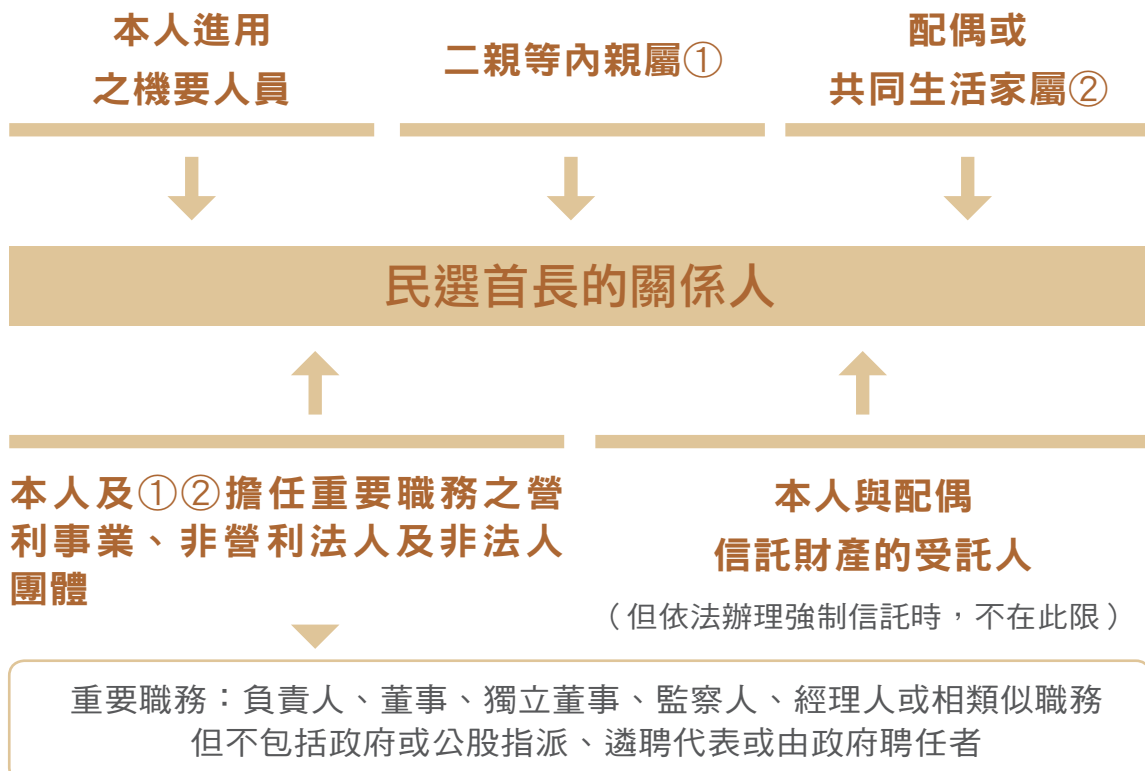 本人進用
之機要人員
二親等內親屬①
配偶或
共同生活家屬②
民選首長的關係人
本人及①②擔任重要職務之營
利事業、非營利法人及非法人
團體
本人與配偶
信託財產的受託人
（但依法辦理強制信託時，不在此限）
重要職務：負責人、董事、獨立董事、監察人、經理人或相類似職務
但不包括政府或公股指派、遴聘代表或由政府聘任者